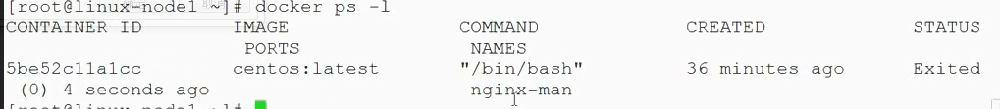 [root@linux-node1 ~]# docker ps -l
CONTAINER ID IMAGE COMMAND CREATED STATUS
PORTS NAMES
5be52c11a1cc centos:latest "/bin/bash" 36 minutes ago Exited
(0) 4 seconds ago nginx-man
[root@linux-node1 ~]#